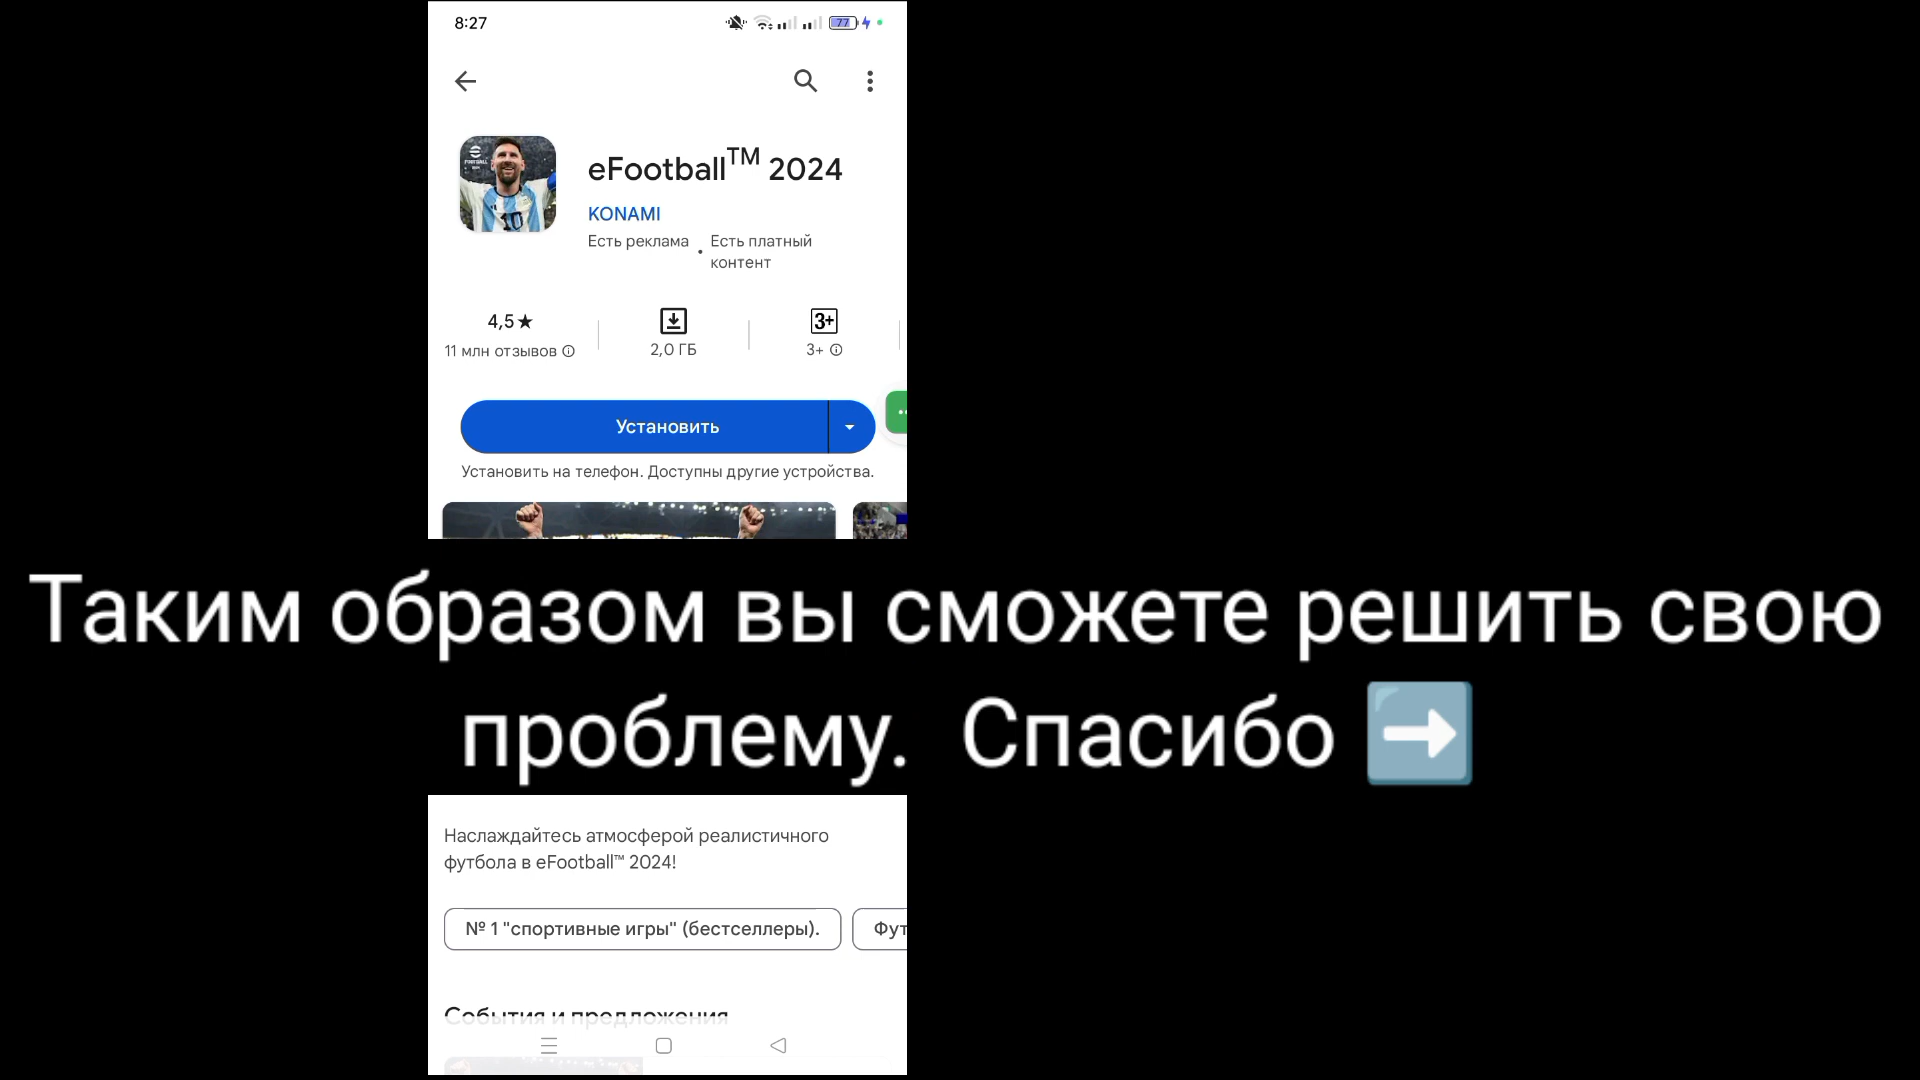 8:27
77
eFootball™ 2024
KONAMI
Есть реклама • Есть платный
контент
4,5★
3+
11 млн отзывов
2,0 ГБ
3+
Установить
Установить на телефон. Доступны другие устройства.
Таким образом вы сможете решить свою
проблему. Спасибо ➡️
Наслаждайтесь атмосферой реалистичного
футбола в eFootball™ 2024!
№ 1 "спортивные игры" (бестселлеры).
Фут
События и предложения